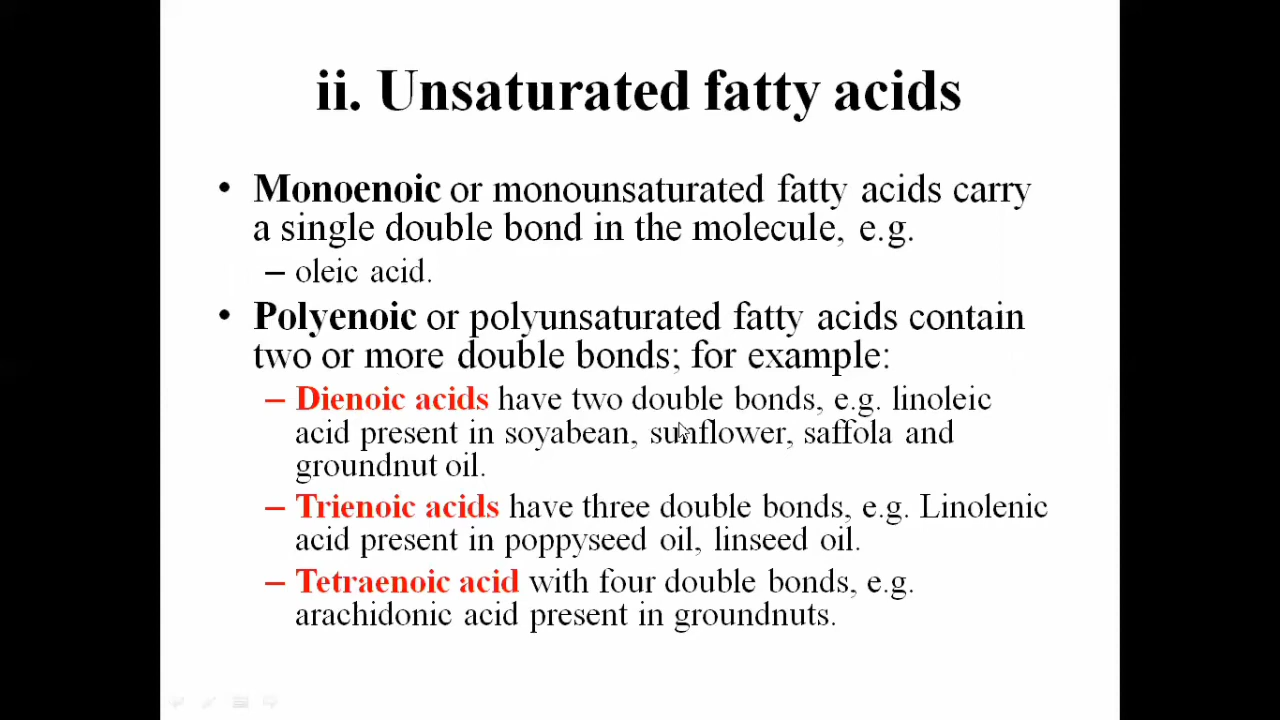 ii. Unsaturated fatty acids
• Monoenoic or monounsaturated fatty acids carry
a single double bond in the molecule, e.g.
– oleic acid.
• Polyenoic or polyunsaturated fatty acids contain
two or more double bonds; for example:
– Dienoic acids have two double bonds, e.g. linoleic
acid present in soyabean, sunflower, saffola and
groundnut oil.
– Trienoic acids have three double bonds, e.g. Linolenic
acid present in poppyseed oil, linseed oil.
– Tetraenoic acid with four double bonds, e.g.
arachidonic acid present in groundnuts.